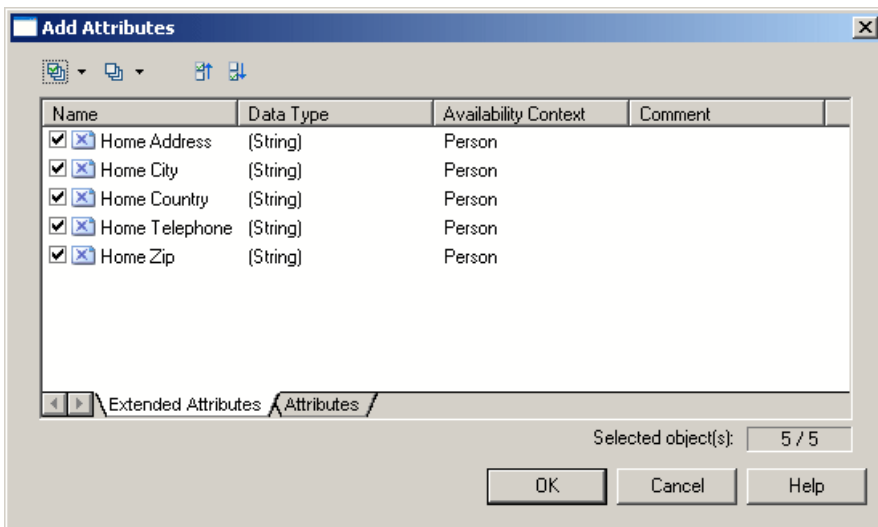 Add Attributes
Name Data Type Availability Context Comment
Home Address (String) Person
Home City (String) Person
Home Country (String) Person
Home Telephone (String) Person
Home Zip (String) Person
Extended Attributes Attributes
Selected object(s): 5 / 5
OK Cancel Help